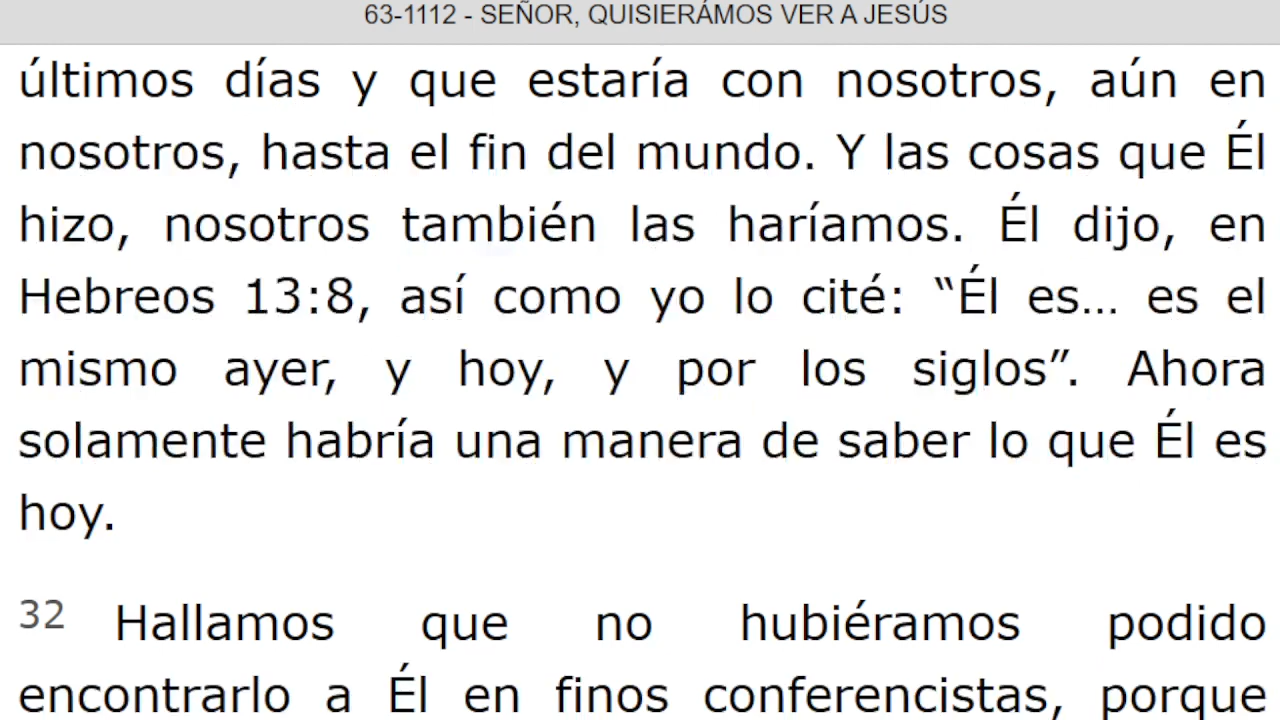 63-1112 - SEÑOR, QUISIERÁMOS VER A JESÚS
últimos días y que estaría con nosotros, aún en
nosotros, hasta el fin del mundo. Y las cosas que Él
hizo, nosotros también las haríamos. Él dijo, en
Hebreos 13:8, así como yo lo cité: “Él es… es el
mismo ayer, y hoy, y por los siglos”. Ahora
solamente habría una manera de saber lo que Él es
hoy.
32 Hallamos que no hubiéramos podido
encontrarlo a Él en finos conferencistas, porque